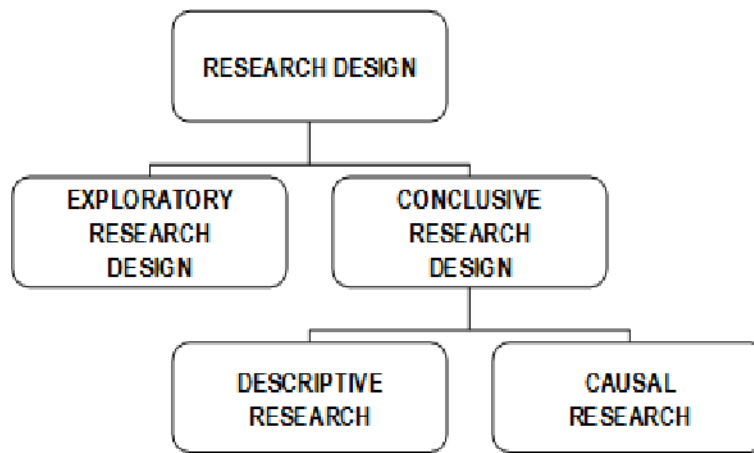 RESEARCH DESIGN
EXPLORATORY
RESEARCH
DESIGN
CONCLUSIVE
RESEARCH
DESIGN
DESCRIPTIVE
RESEARCH
CAUSAL
RESEARCH